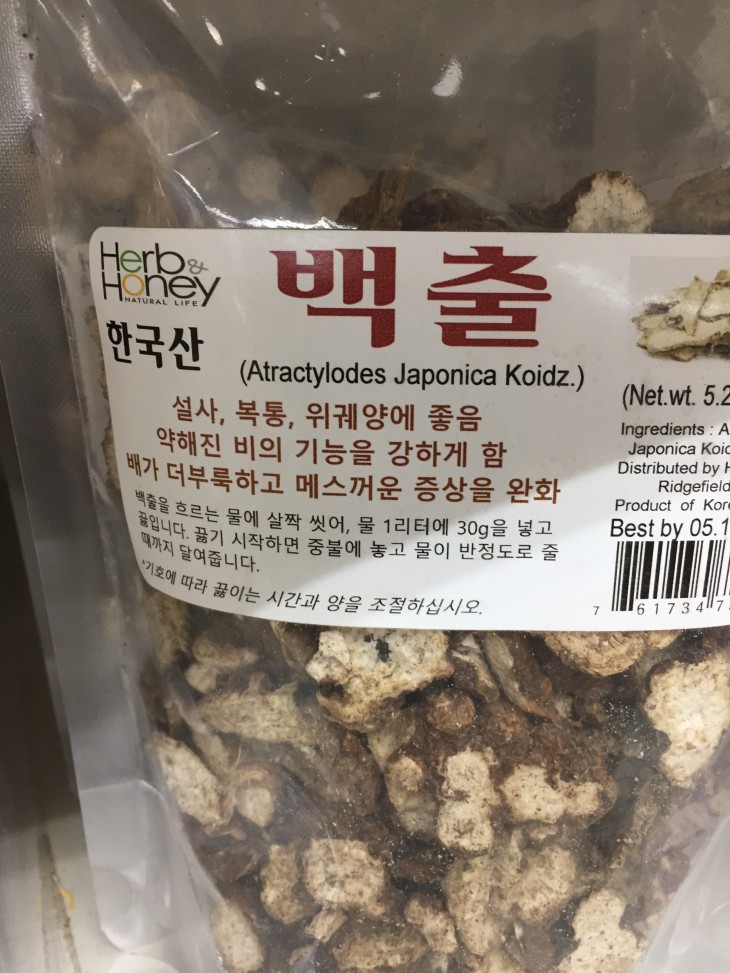 Herb & Honey
NATURAL LIFE
백출
한국산
(Atractylodes Japonica Koidz.)
설사, 복통, 위궤양에 좋음
약해진 비의 기능을 강하게 함
배가 더부룩하고 메스꺼운 증상을 완화
백출을 흐르는 물에 살짝 씻어, 물 1리터에 30g을 넣고
끓입니다. 끓기 시작하면 중불에 놓고 물이 반정도로 줄
때까지 달여줍니다.
*기호에 따라 끓이는 시간과 양을 조절하십시오.
(Net.wt. 5.2
Ingredients : A
Japonica Koid
Distributed by H
Ridgefield
Product of Kore
Best by 05.1
7 61734 7